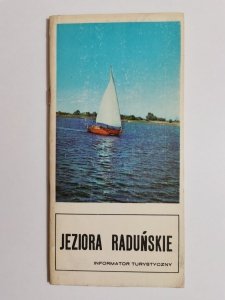 JEZIORA RADUŃSKIE
INFORMATOR TURYSTYCZNY